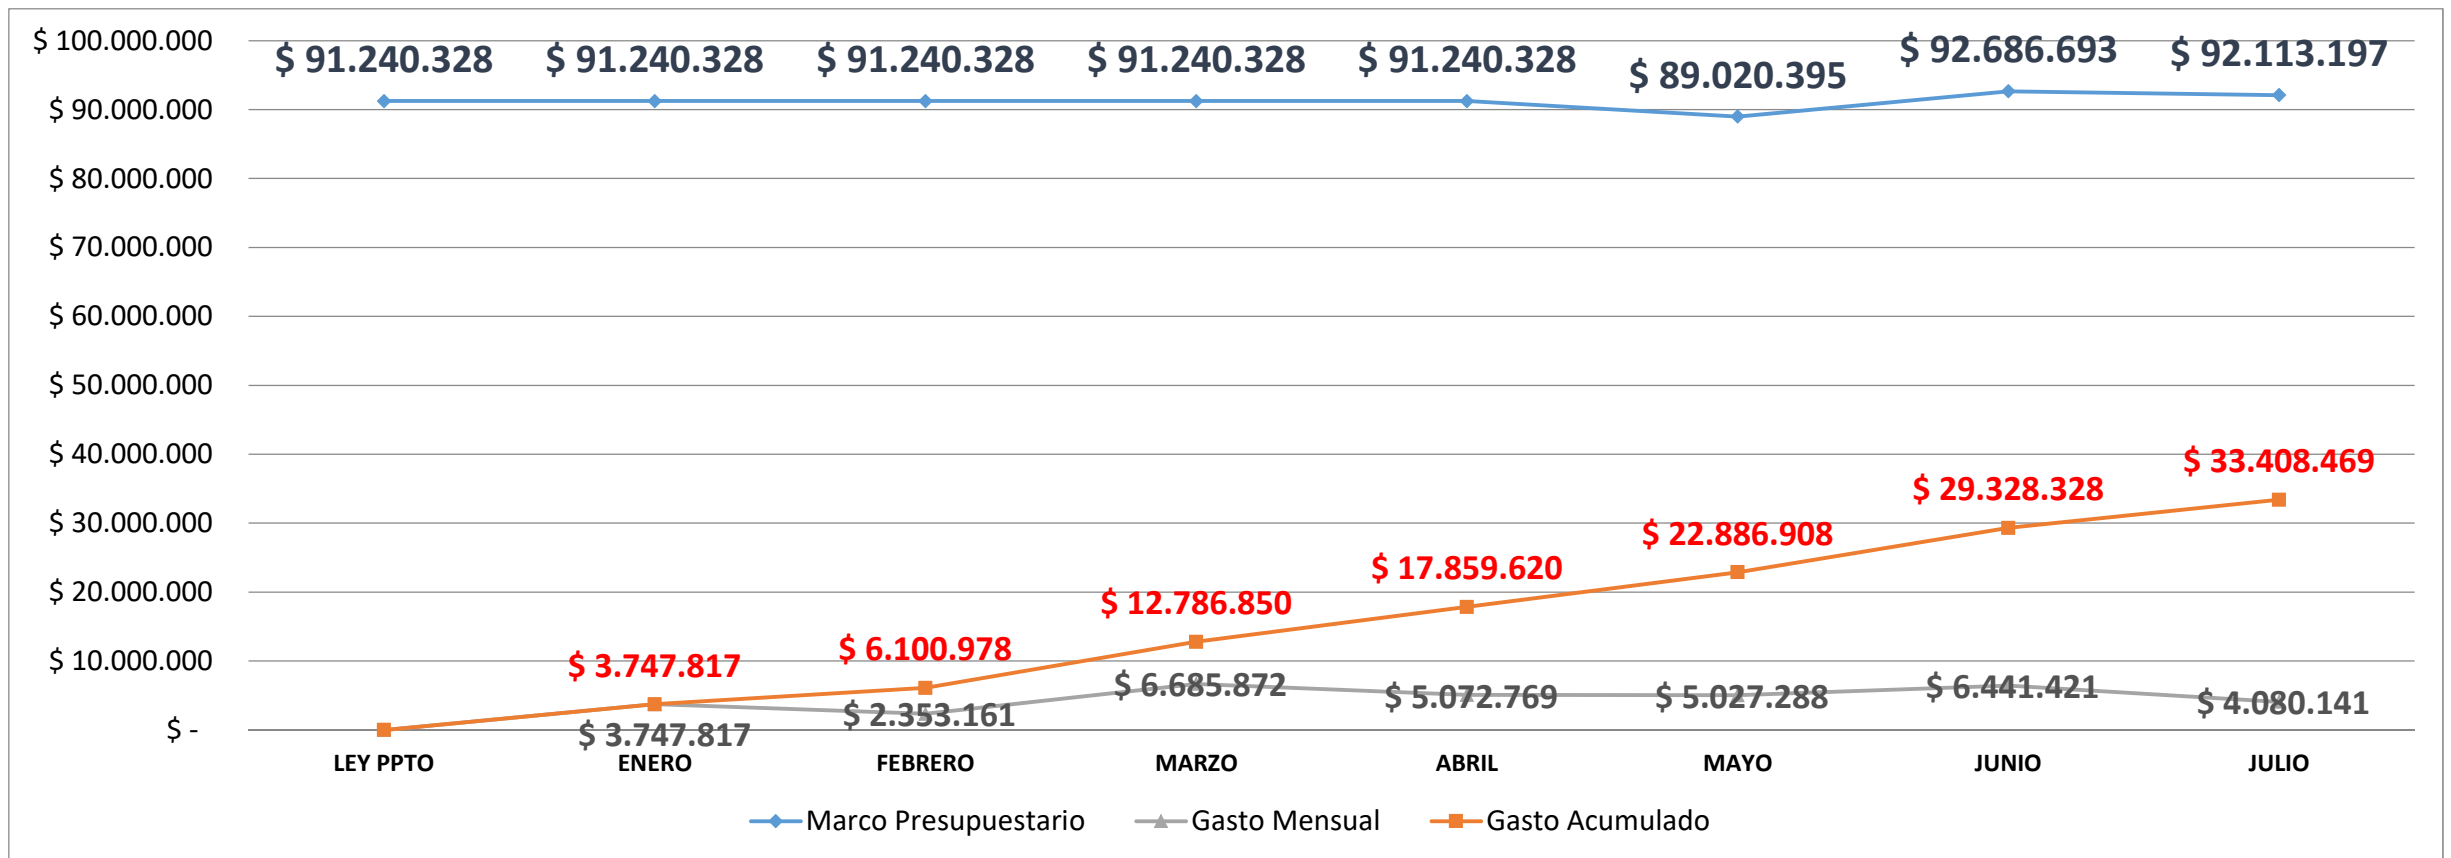 $ 100.000.000
$ 90.000.000
$ 80.000.000
$ 70.000.000
$ 60.000.000
$ 50.000.000
$ 40.000.000
$ 30.000.000
$ 20.000.000
$ 10.000.000
$ -
$ 91.240.328 $ 91.240.328 $ 91.240.328 $ 91.240.328 $ 91.240.328 $ 89.020.395 $ 92.686.693 $ 92.113.197
$ 3.747.817 $ 6.100.978 $ 12.786.850 $ 17.859.620 $ 22.886.908 $ 29.328.328 $ 33.408.469
$ 3.747.817 $ 2.353.161 $ 6.685.872 $ 5.072.769 $ 5.027.288 $ 6.441.421 $ 4.080.141
LEY PPTO ENERO FEBRERO MARZO ABRIL MAYO JUNIO JULIO
Marco Presupuestario Gasto Mensual Gasto Acumulado